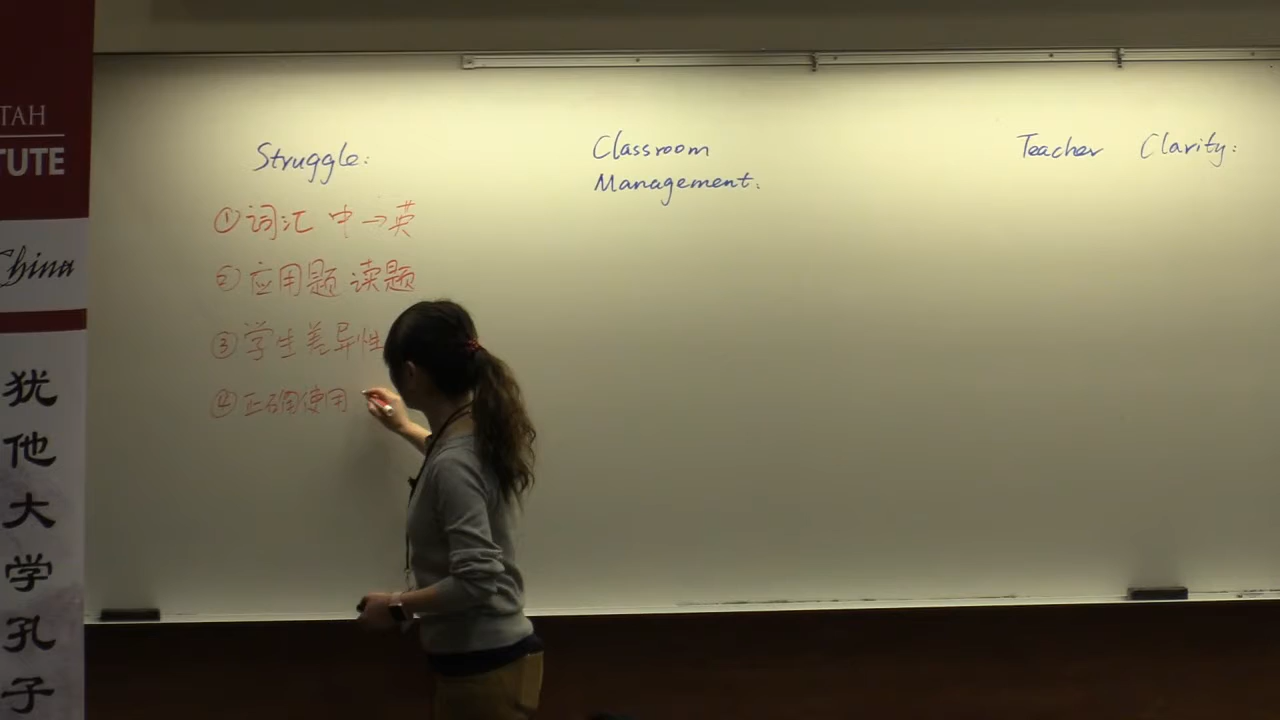 TAH
TUTE
China
犹
他
大
学
孔
子
Struggle:
①词汇 中→英
②应用题 读题
③学生差异性
④正确使用
Classroom
Management:
Teacher Clarity: